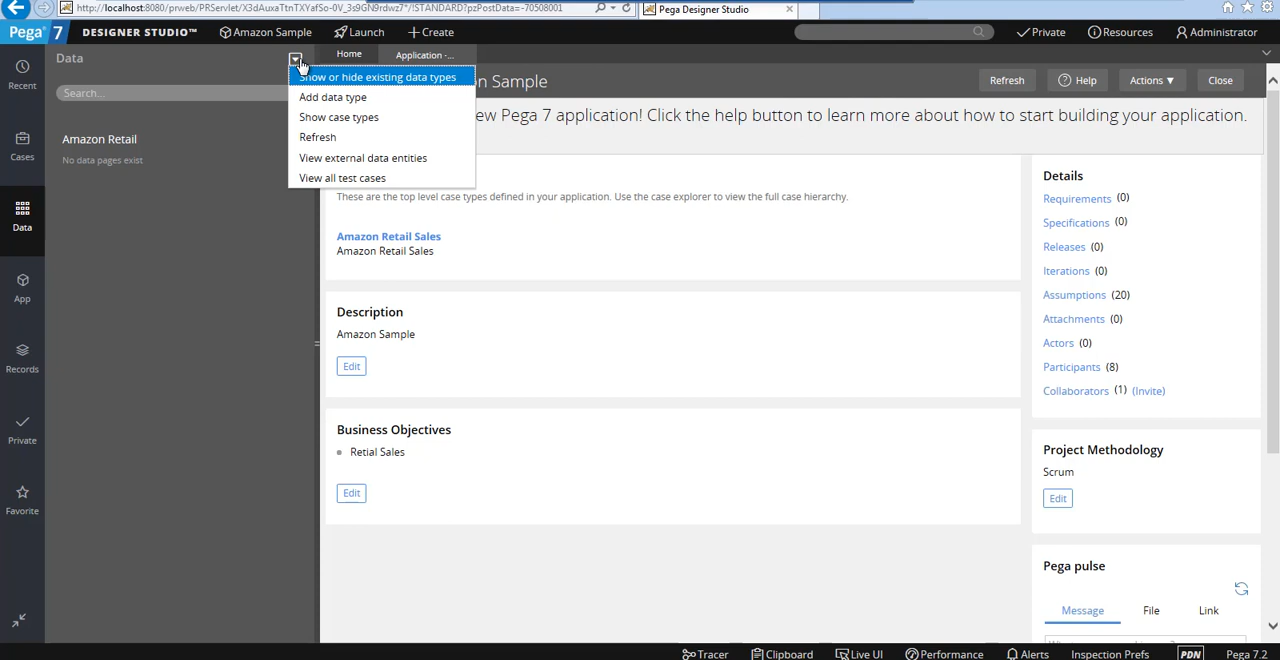 http://localhost:8080/prweb/PRServlet/X3dAuxaTtnTXYafSo-0V_3s9GN9rdwz7*/!STANDARD?pzPostData=-70508001
Pega Designer Studio
Pega 7
DESIGNER STUDIO™
Amazon Sample
Launch
Create
Private
Resources
Administrator
Recent
Cases
Data
App
Records
Private
Favorite
Data
Search...
Amazon Retail
No data pages exist
Home
Application -...
Show or hide existing data types
Add data type
Show case types
Refresh
View external data entities
View all test cases
on Sample
Refresh
Help
Actions ▾
Close
ew Pega 7 application! Click the help button to learn more about how to start building your application.
These are the top level case types defined in your application. Use the case explorer to view the full case hierarchy.
Amazon Retail Sales
Amazon Retail Sales
Description
Amazon Sample
Edit
Business Objectives
Retial Sales
Edit
Details
Requirements (0)
Specifications (0)
Releases (0)
Iterations (0)
Assumptions (20)
Attachments (0)
Actors (0)
Participants (8)
Collaborators (1) (Invite)
Project Methodology
Scrum
Edit
Pega pulse
Message
File
Link
Tracer
Clipboard
Live UI
Performance
Alerts
Inspection Prefs
PDN
Pega 7.2